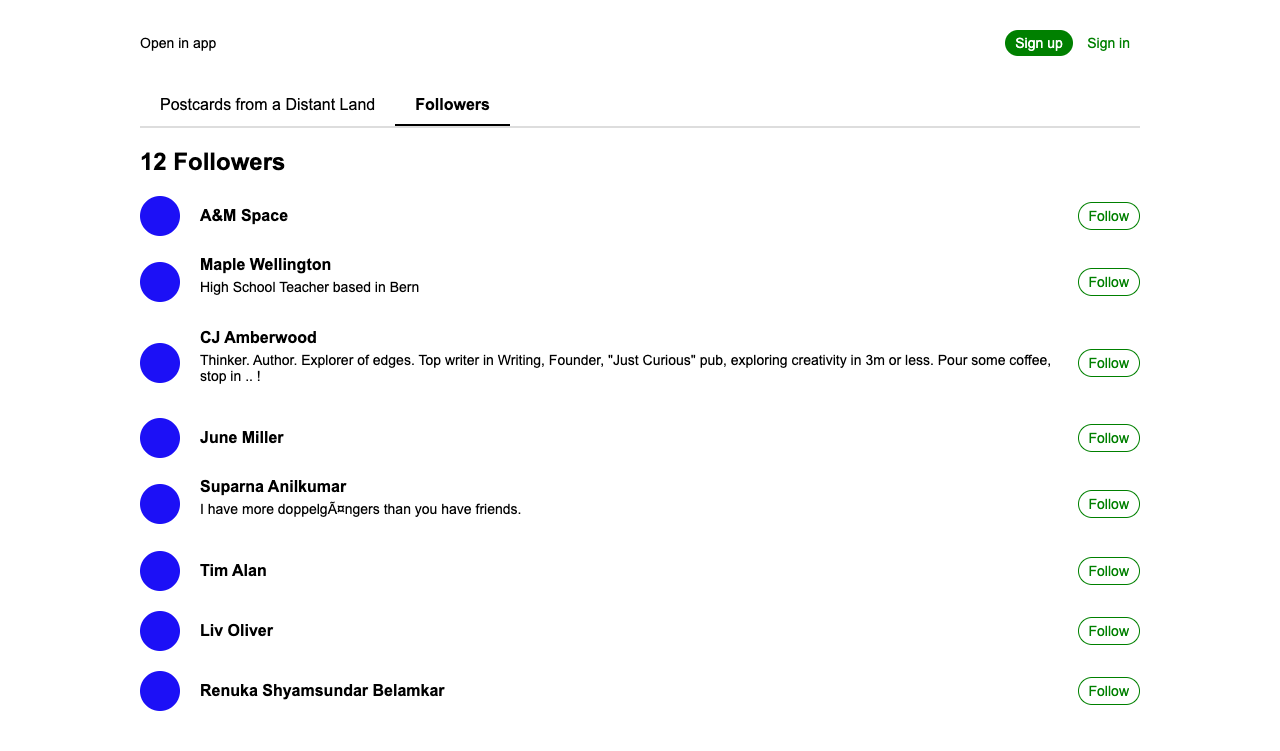 Open in app
Sign up
Sign in
Postcards from a Distant Land
Followers
12 Followers
A&M Space
Follow
Maple Wellington
High School Teacher based in Bern
Follow
CJ Amberwood
Thinker. Author. Explorer of edges. Top writer in Writing, Founder, "Just Curious" pub, exploring creativity in 3m or less. Pour some coffee,
stop in .. !
Follow
June Miller
Follow
Suparna Anilkumar
I have more doppelgÃ¤ngers than you have friends.
Follow
Tim Alan
Follow
Liv Oliver
Follow
Renuka Shyamsundar Belamkar
Follow